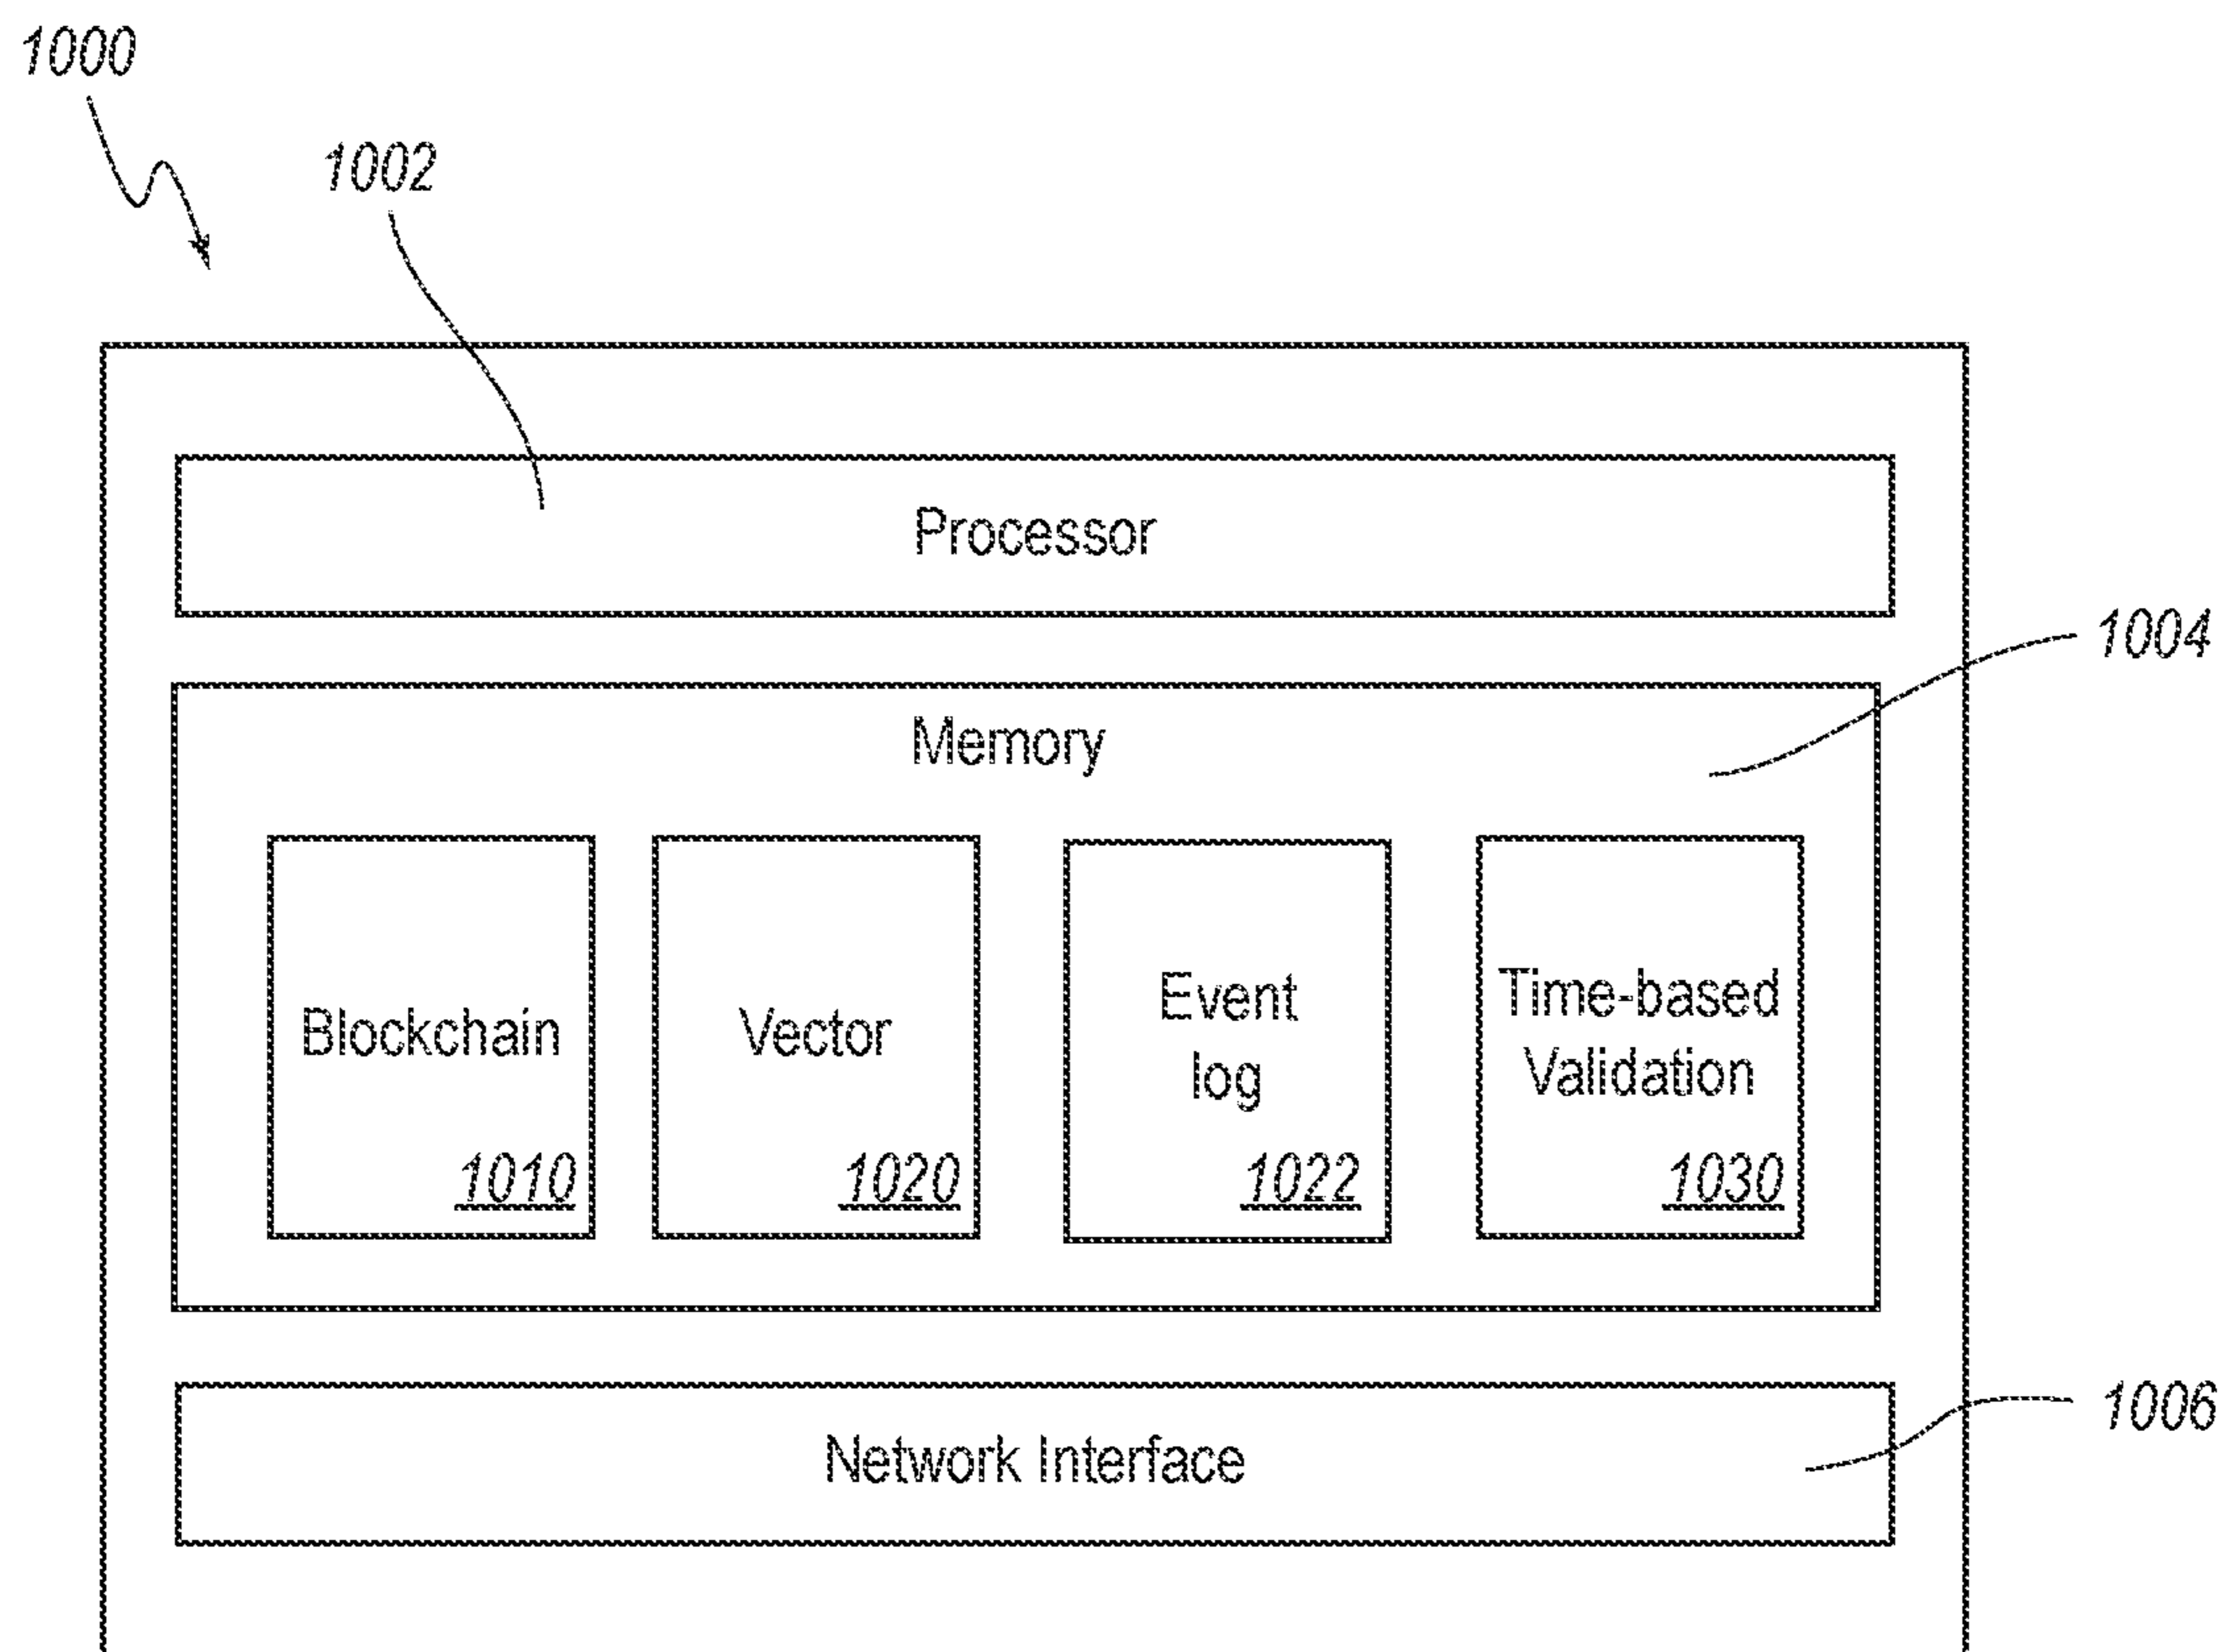 1000
1002
Processor
1004
Memory
Blockchain
1010
Vector
1020
Event
log
1022
Time-based
Validation
1030
Network Interface
1006